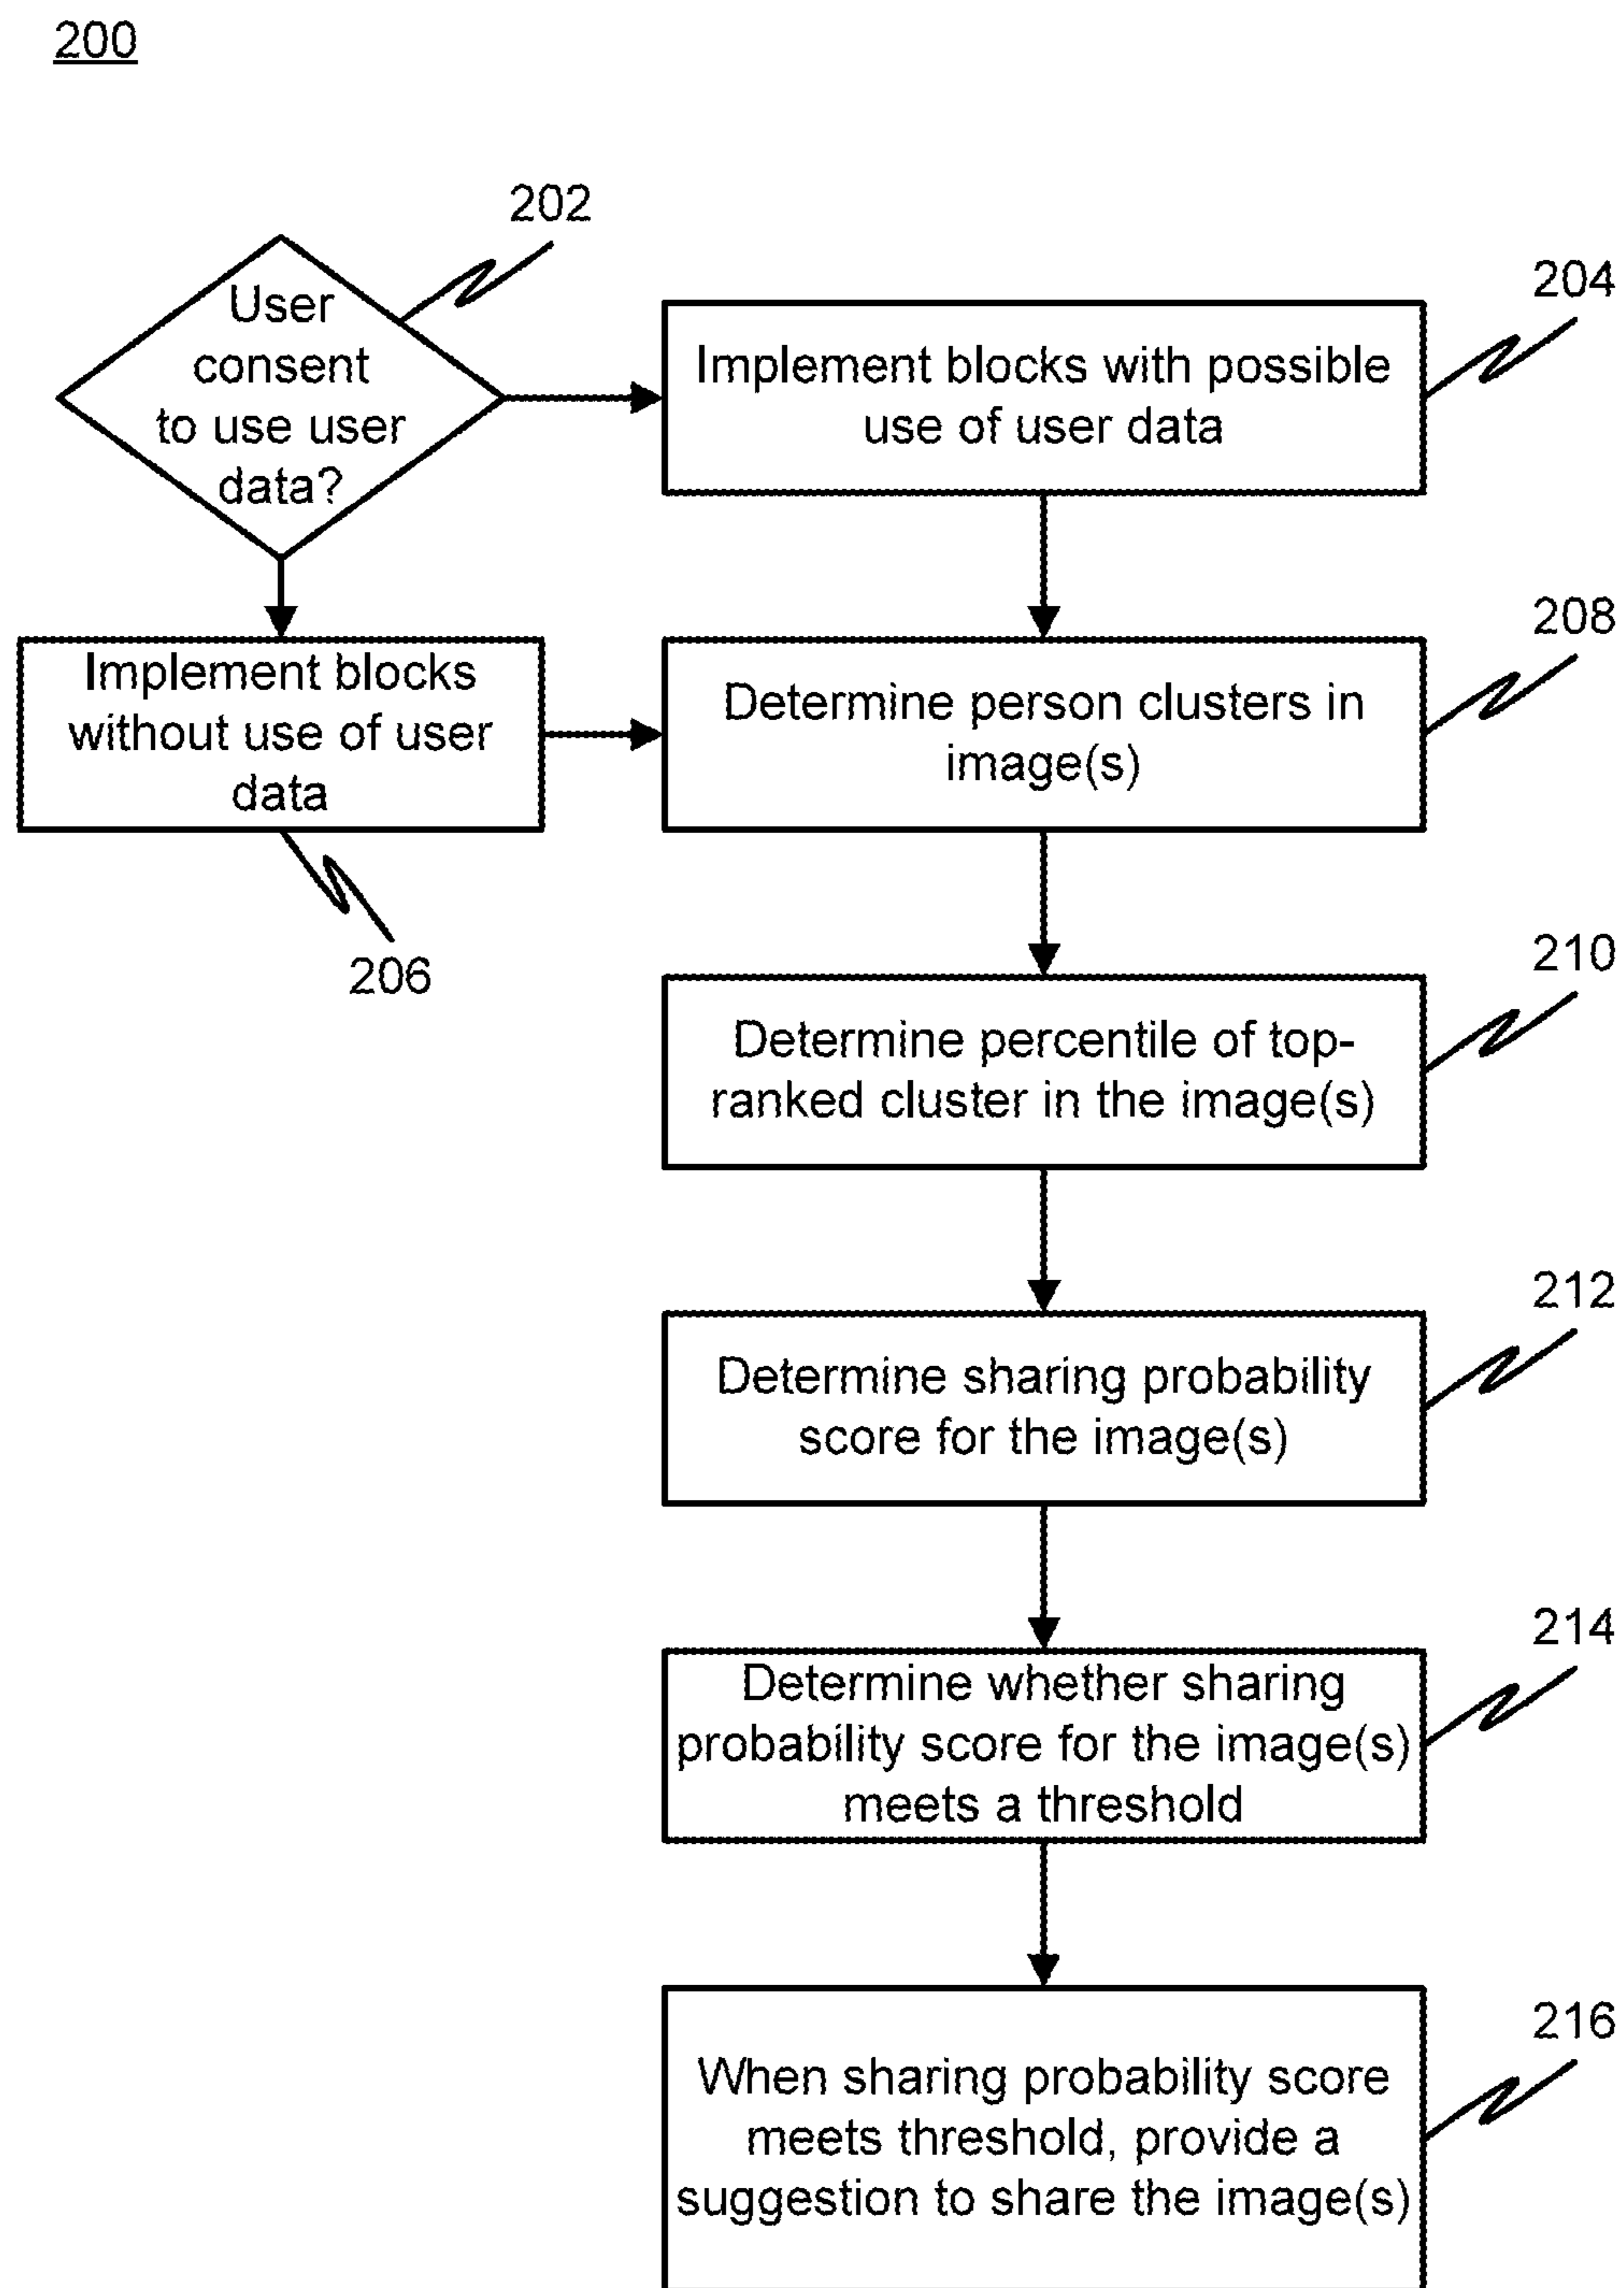 200
202
User
consent
to use user
data?
204
Implement blocks with possible
use of user data
Implement blocks
without use of user
data
206
208
Determine person clusters in
image(s)
210
Determine percentile of top-
ranked cluster in the image(s)
212
Determine sharing probability
score for the image(s)
214
Determine whether sharing
probability score for the image(s)
meets a threshold
216
When sharing probability score
meets threshold, provide a
suggestion to share the image(s)